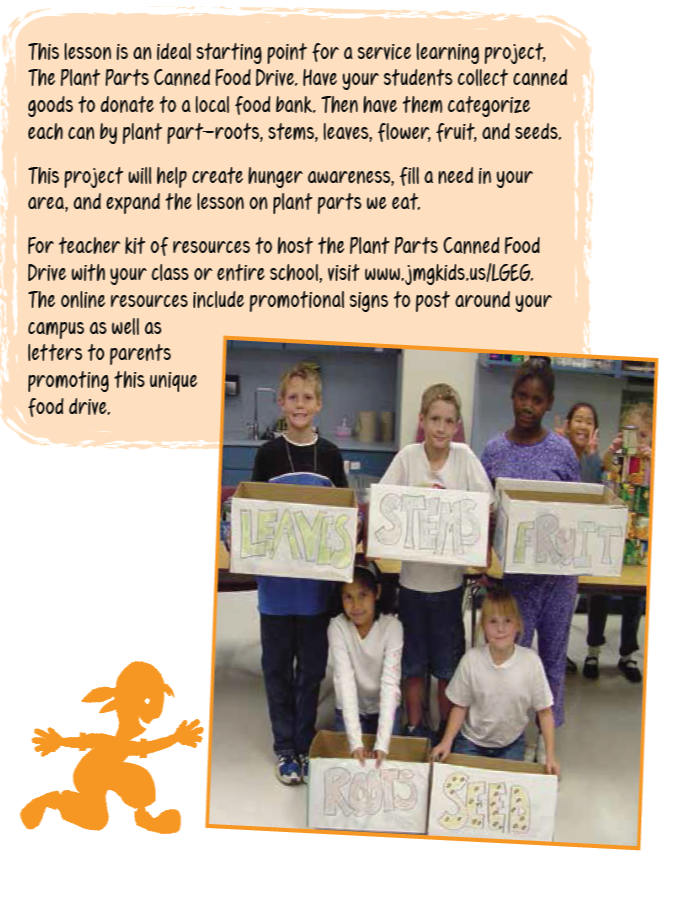 This lesson is an ideal starting point for a service learning project,
The Plant Parts Canned Food Drive. Have your students collect canned
goods to donate to a local food bank. Then have them categorize
each can by plant part—roots, stems, leaves, flower, fruit, and seeds.
This project will help create hunger awareness, fill a need in your
area, and expand the lesson on plant parts we eat.
For teacher kit of resources to host the Plant Parts Canned Food
Drive with your class or entire school, visit www.jmgkids.us/LGEG.
The online resources include promotional signs to post around your
campus as well as
letters to parents
promoting this unique
food drive.
LEAVES
STEMS
FRUIT
ROOTS
SEED